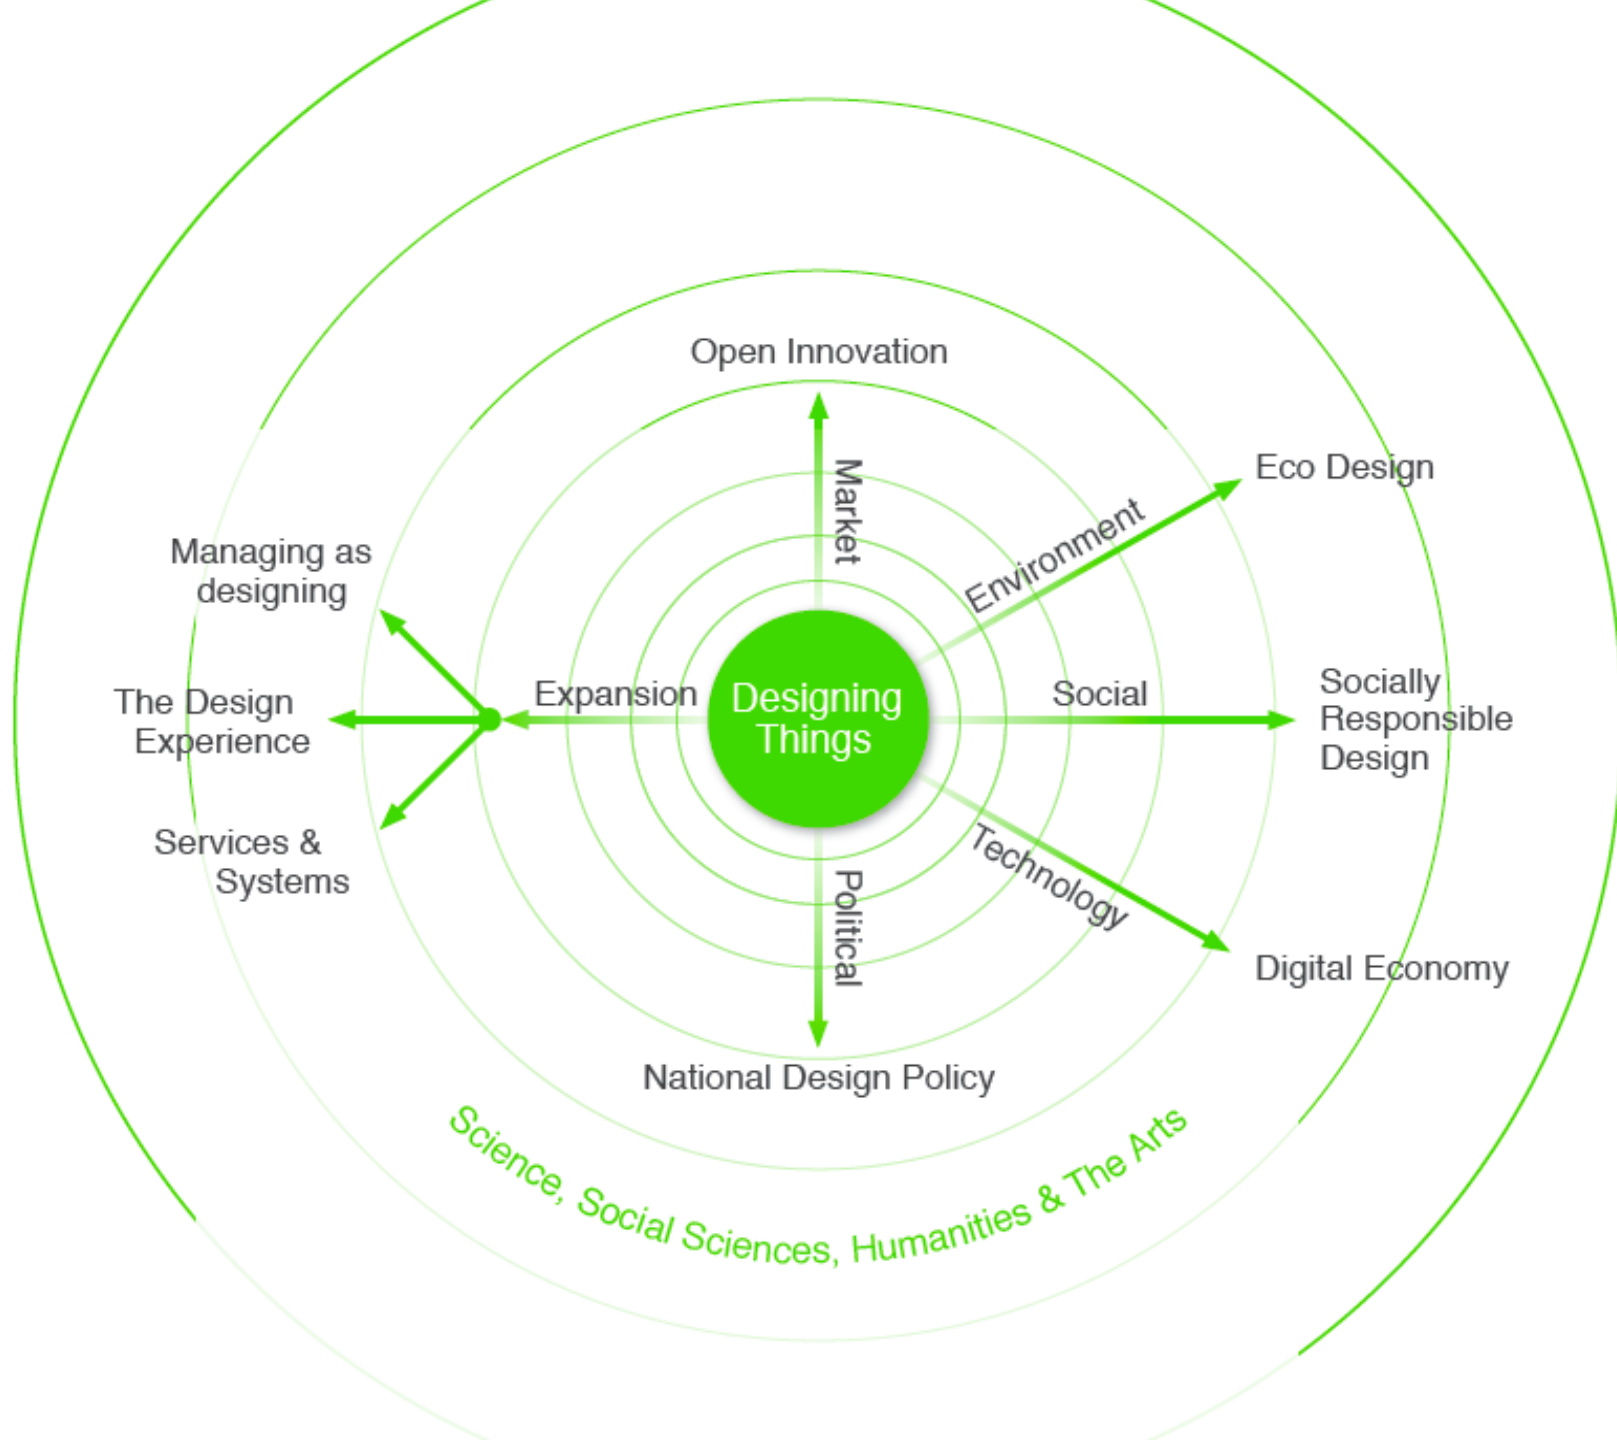 Open Innovation
Market
Eco Design
Environment
Managing as
designing
Expansion
Designing
Things
Social
Socially
Responsible
Design
The Design
Experience
Technology
Services &
Systems
Political
Digital Economy
National Design Policy
Science, Social Sciences, Humanities & The Arts